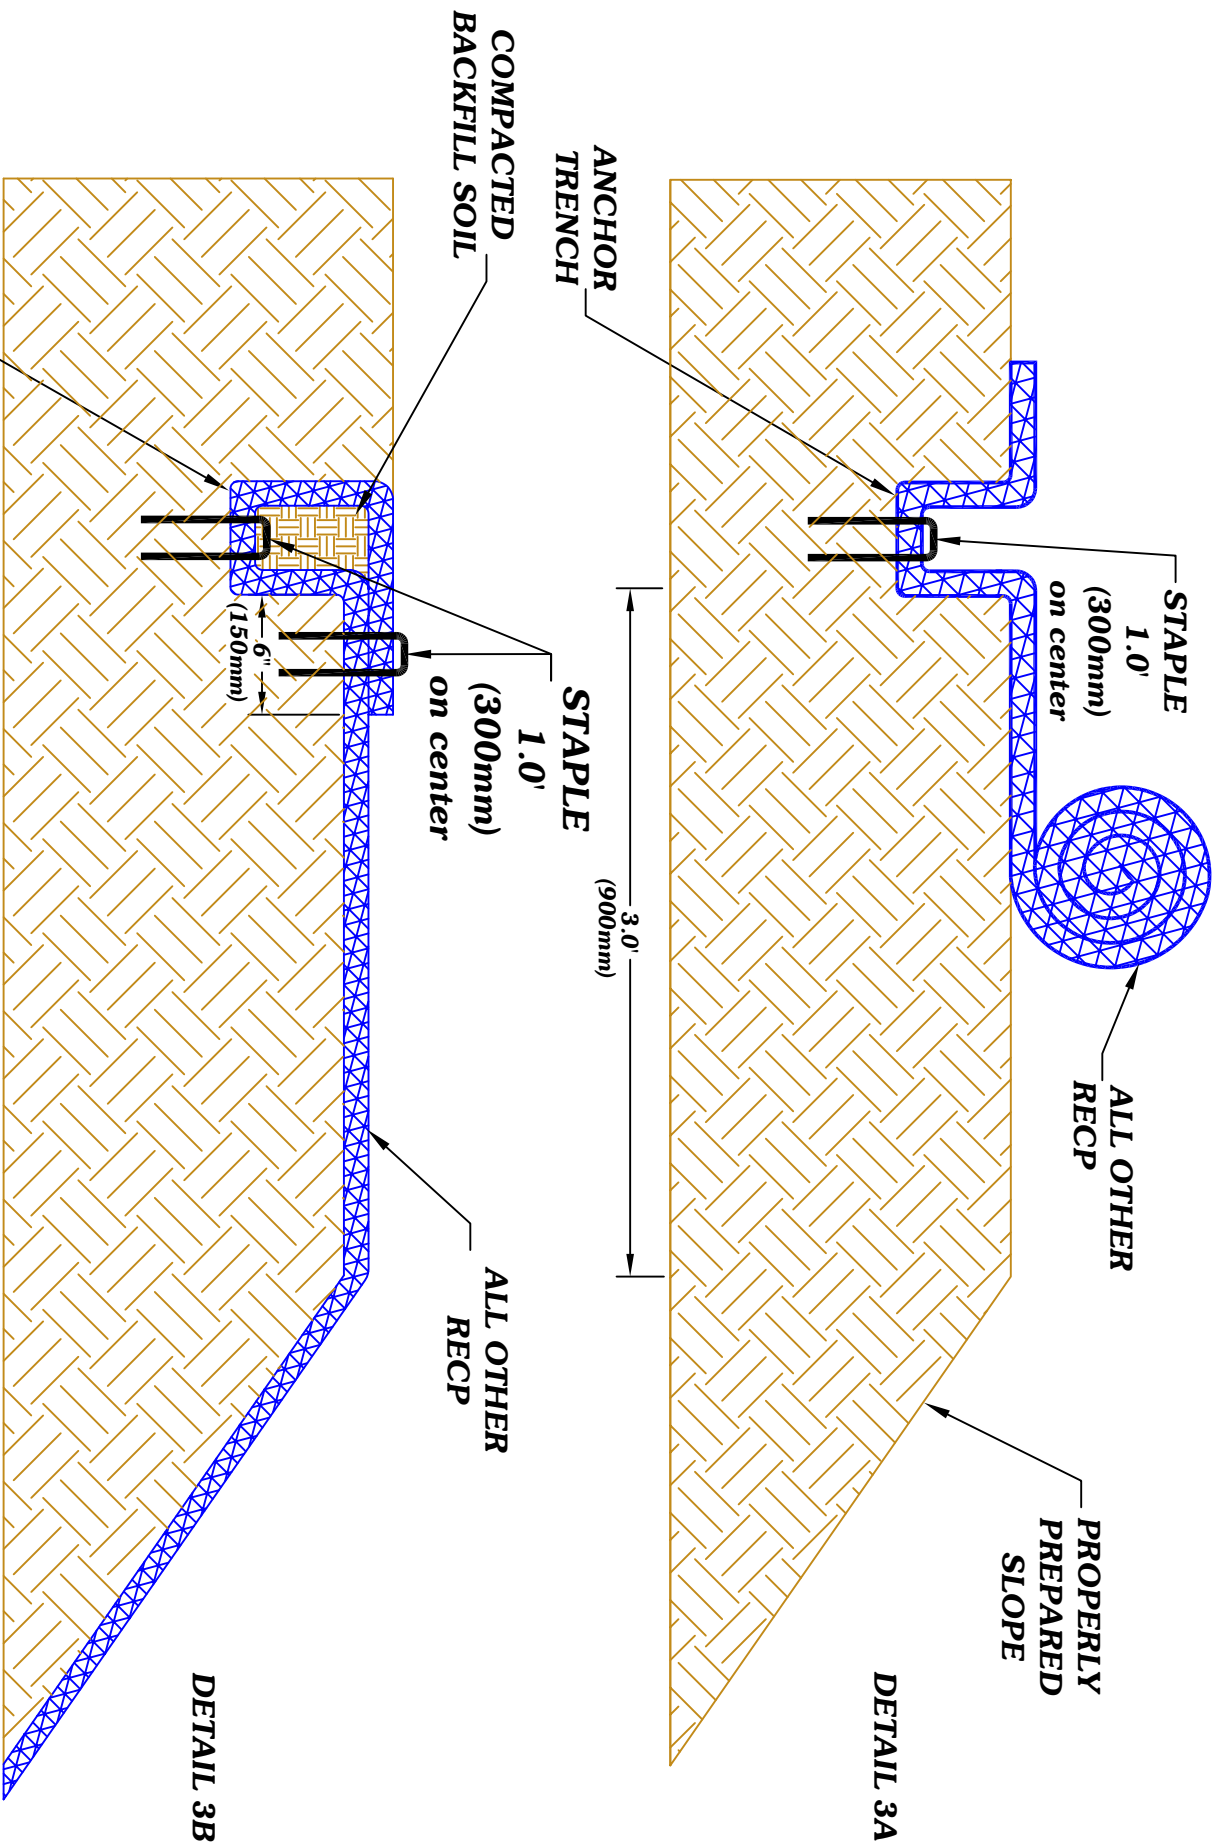 STAPLE
1.0'
(300mm)
on center
ALL OTHER
RECP
PROPERLY
PREPARED
SLOPE
ANCHOR
TRENCH
DETAIL 3A
3.0'
(900mm)
COMPACTED
BACKFILL SOIL
STAPLE
1.0'
(300mm)
on center
6"
(150mm)
ALL OTHER
RECP
DETAIL 3B